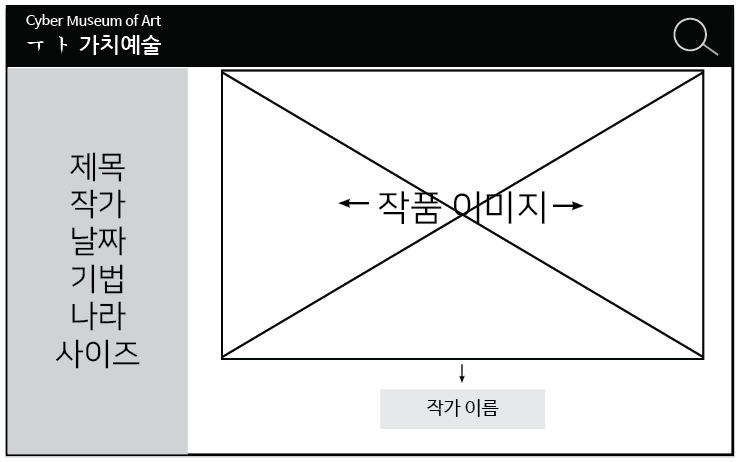 Cyber Museum of Art
ㅜ ㅏ 가치예술
제목
작가
날짜
기법
나라
사이즈
작품 이미지
작가 이름